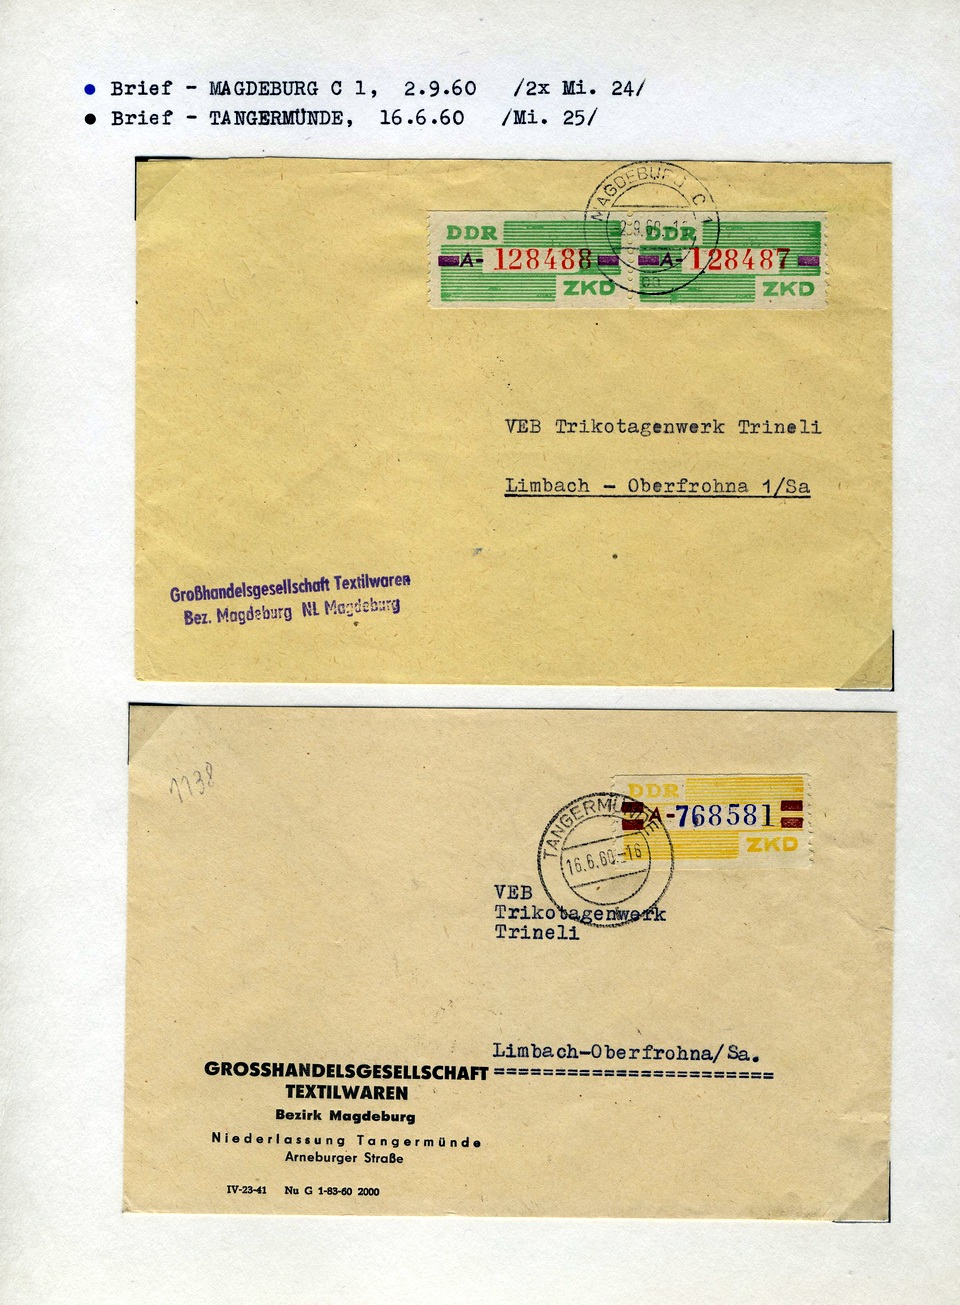 Brief - MAGDEBURG C 1, 2.9.60 /2x Mi. 24/
Brief - TANGERMÜNDE, 16.6.60 /Mi. 25/
MAGDEBURG C 1
2.9.60
DDR DDR
A-128488 A-128487
ZKD ZKD
VEB Trikotagenwerk Trineli
Limbach - Oberfrohna 1/Sa
Großhandelsgesellschaft Textilwaren
Bez. Magdeburg NL Magdeburg
1138
DDR
A-768581
ZKD
TANGERMÜNDE
16.6.60-16
VEB
Trikotagenwerk
Trineli
Limbach-Oberfrohna/Sa.
=======================
GROSSHANDELSGESELLSCHAFT
TEXTILWAREN
Bezirk Magdeburg
Niederlassung Tangermünde
Arneburger Straße
IV-23-41 Nu G 1-83-60 2000